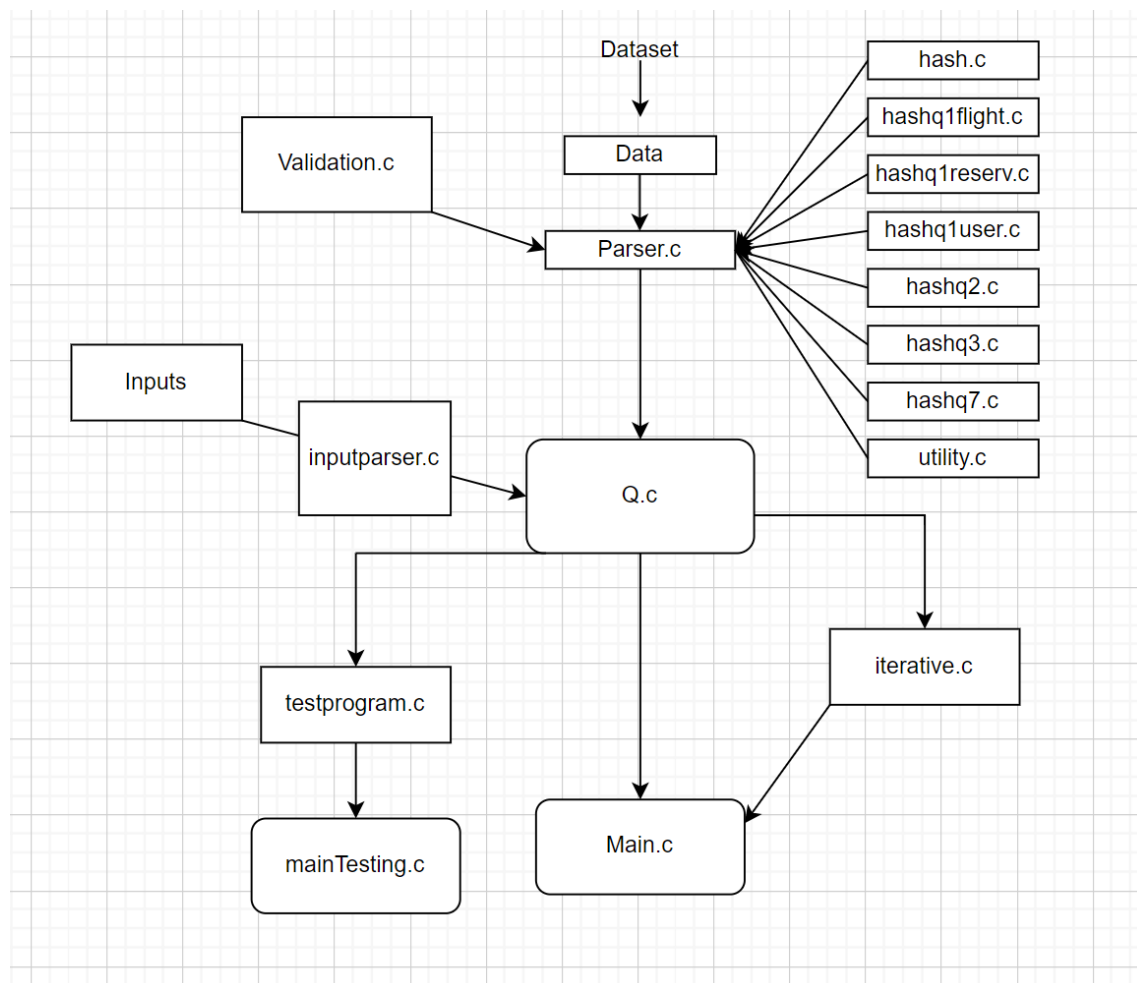 Dataset
hash.c
hashq1flight.c
Validation.c
Data
hashq1reserv.c
hashq1user.c
Parser.c
hashq2.c
hashq3.c
Inputs
hashq7.c
inputparser.c
utility.c
Q.c
iterative.c
testprogram.c
Main.c
mainTesting.c